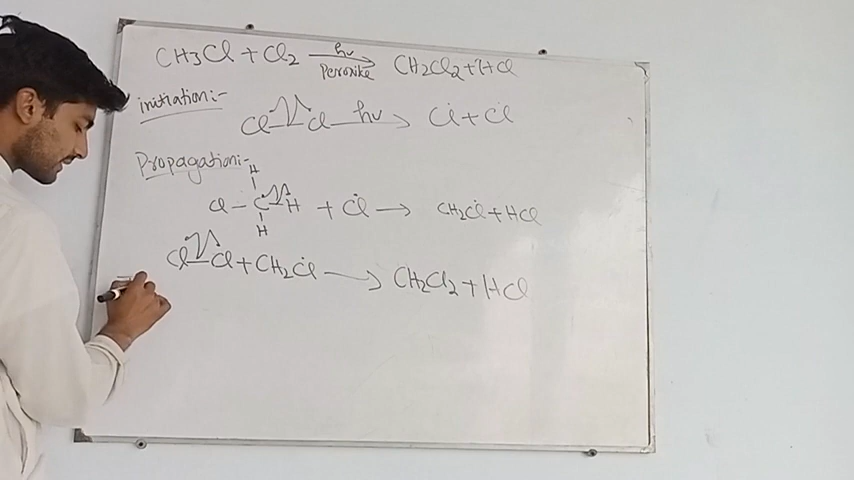 CH3Cl + Cl2 hν Peroxike CH2Cl2 + HCl
initiation:-
Cl – Cl hν → Cl̇ + Cl̇
Propagation:-
H
Cl – C – H + Cl̇ → CH2Cl̇ + HCl
H
Cl – Cl + CH2Cl̇ → CH2Cl2 + HCl